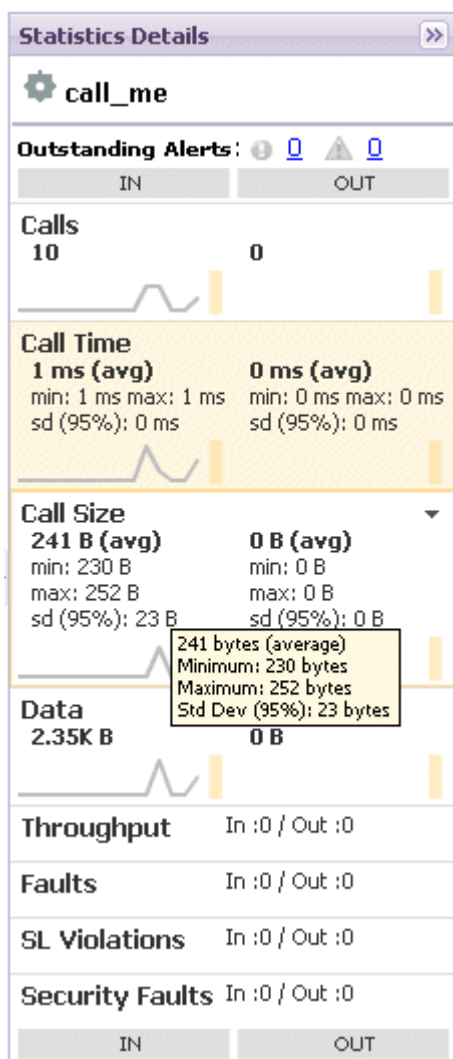 Statistics Details
call_me
Outstanding Alerts: 0 0
IN OUT
Calls
10 0
Call Time
1 ms (avg) 0 ms (avg)
min: 1 ms max: 1 ms min: 0 ms max: 0 ms
sd (95%): 0 ms sd (95%): 0 ms
Call Size
241 B (avg) 0 B (avg)
min: 230 B min: 0 B
max: 252 B max: 0 B
sd (95%): 23 B sd (95%): 0 B
241 bytes (average)
Minimum: 230 bytes
Maximum: 252 bytes
Std Dev (95%): 23 bytes
Data
2.35K B 0 B
Throughput In :0 / Out :0
Faults In :0 / Out :0
SL Violations In :0 / Out :0
Security Faults In :0 / Out :0
IN OUT